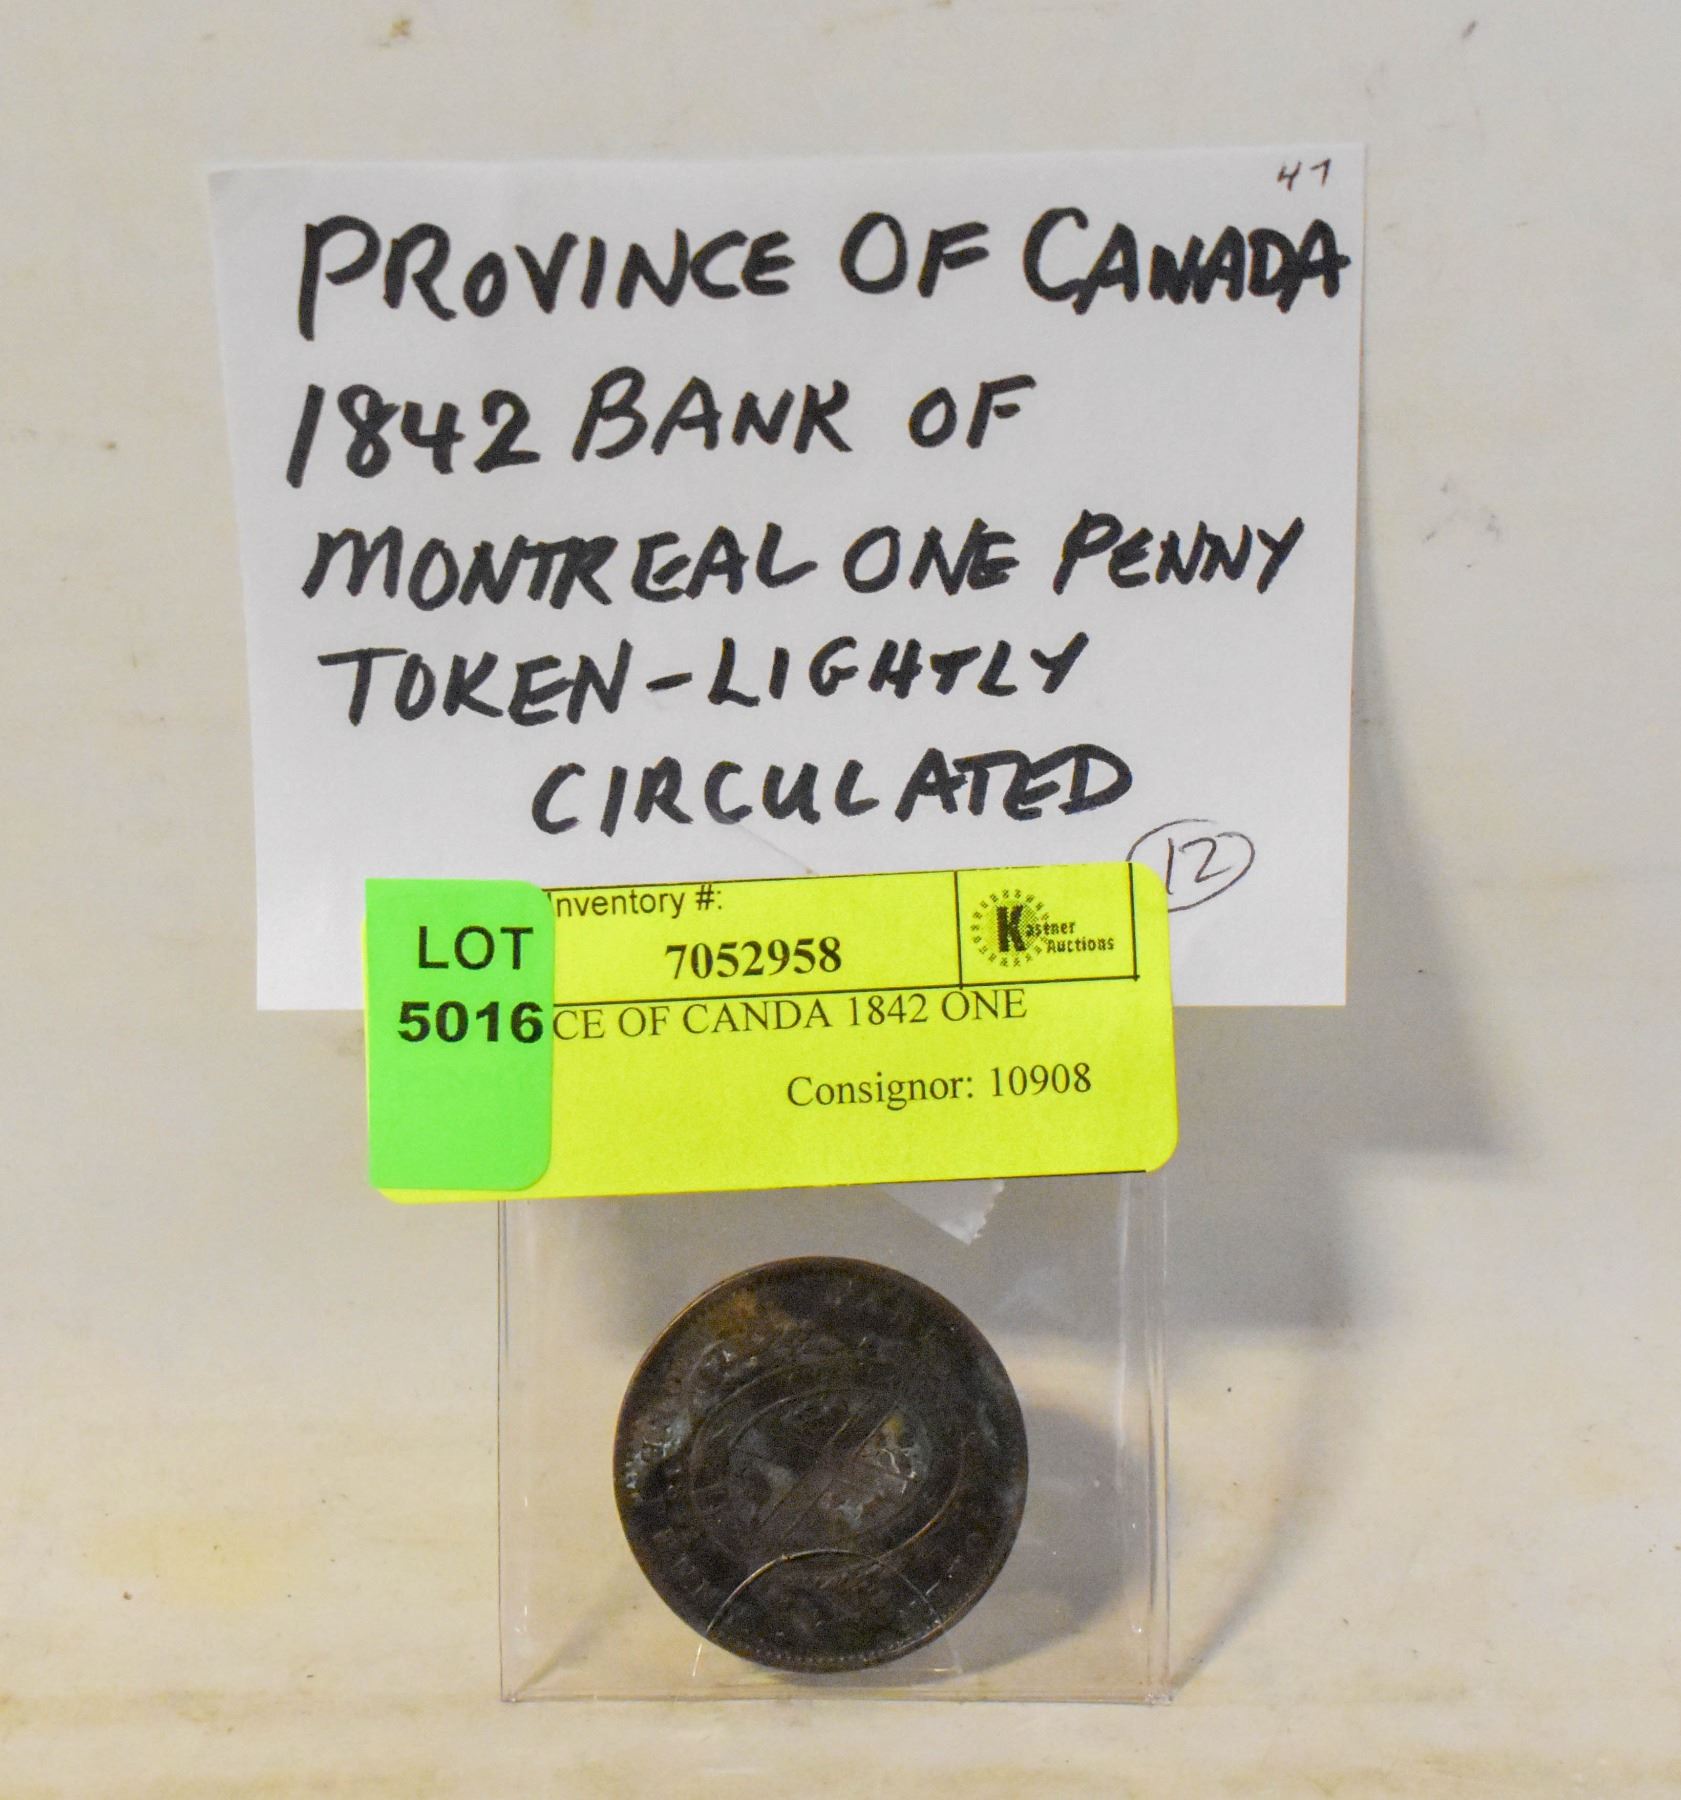 47
PROVINCE OF CANADA
1842 BANK OF
MONTREAL ONE PENNY
TOKEN-LIGHTLY
CIRCULATED
12
LOT
5016
Inventory #:
7052958
Kastner
Auctions
CE OF CANDA 1842 ONE
Consignor: 10908